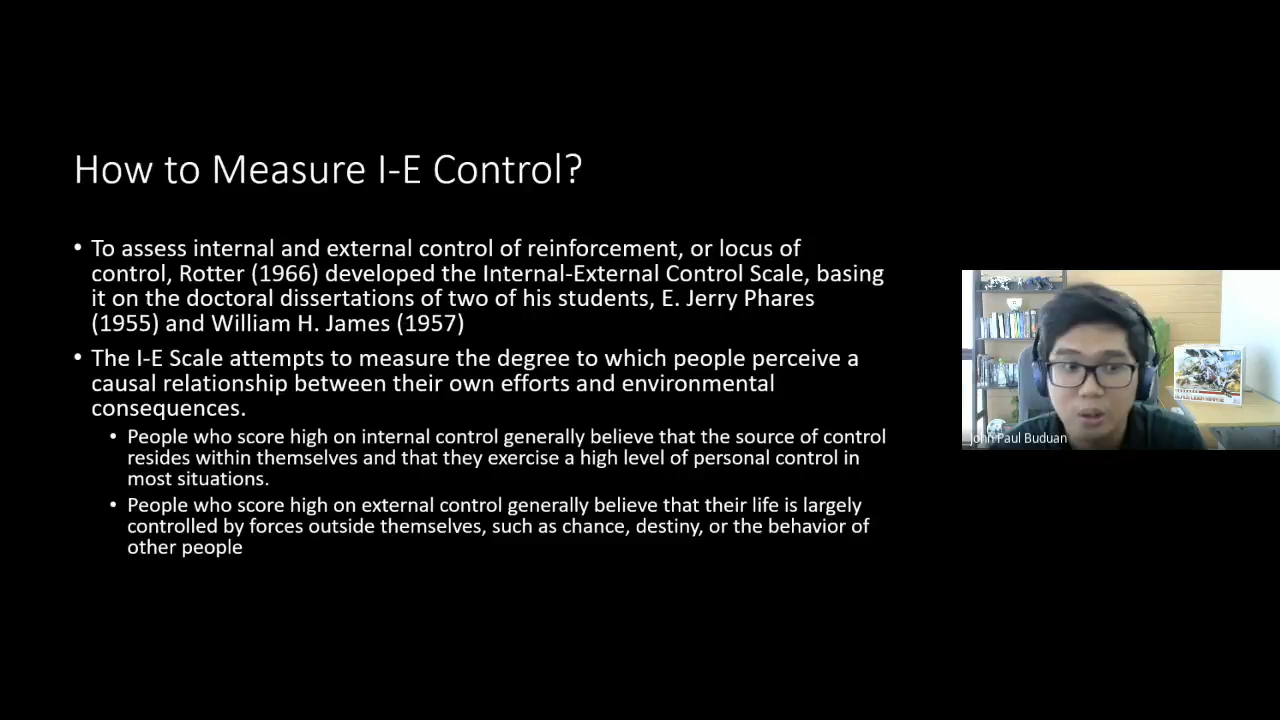 How to Measure I-E Control?
• To assess internal and external control of reinforcement, or locus of
control, Rotter (1966) developed the Internal-External Control Scale, basing
it on the doctoral dissertations of two of his students, E. Jerry Phares
(1955) and William H. James (1957)
• The I-E Scale attempts to measure the degree to which people perceive a
causal relationship between their own efforts and environmental
consequences.
• People who score high on internal control generally believe that the source of control
resides within themselves and that they exercise a high level of personal control in
most situations.
• People who score high on external control generally believe that their life is largely
controlled by forces outside themselves, such as chance, destiny, or the behavior of
other people
John Paul Buduan